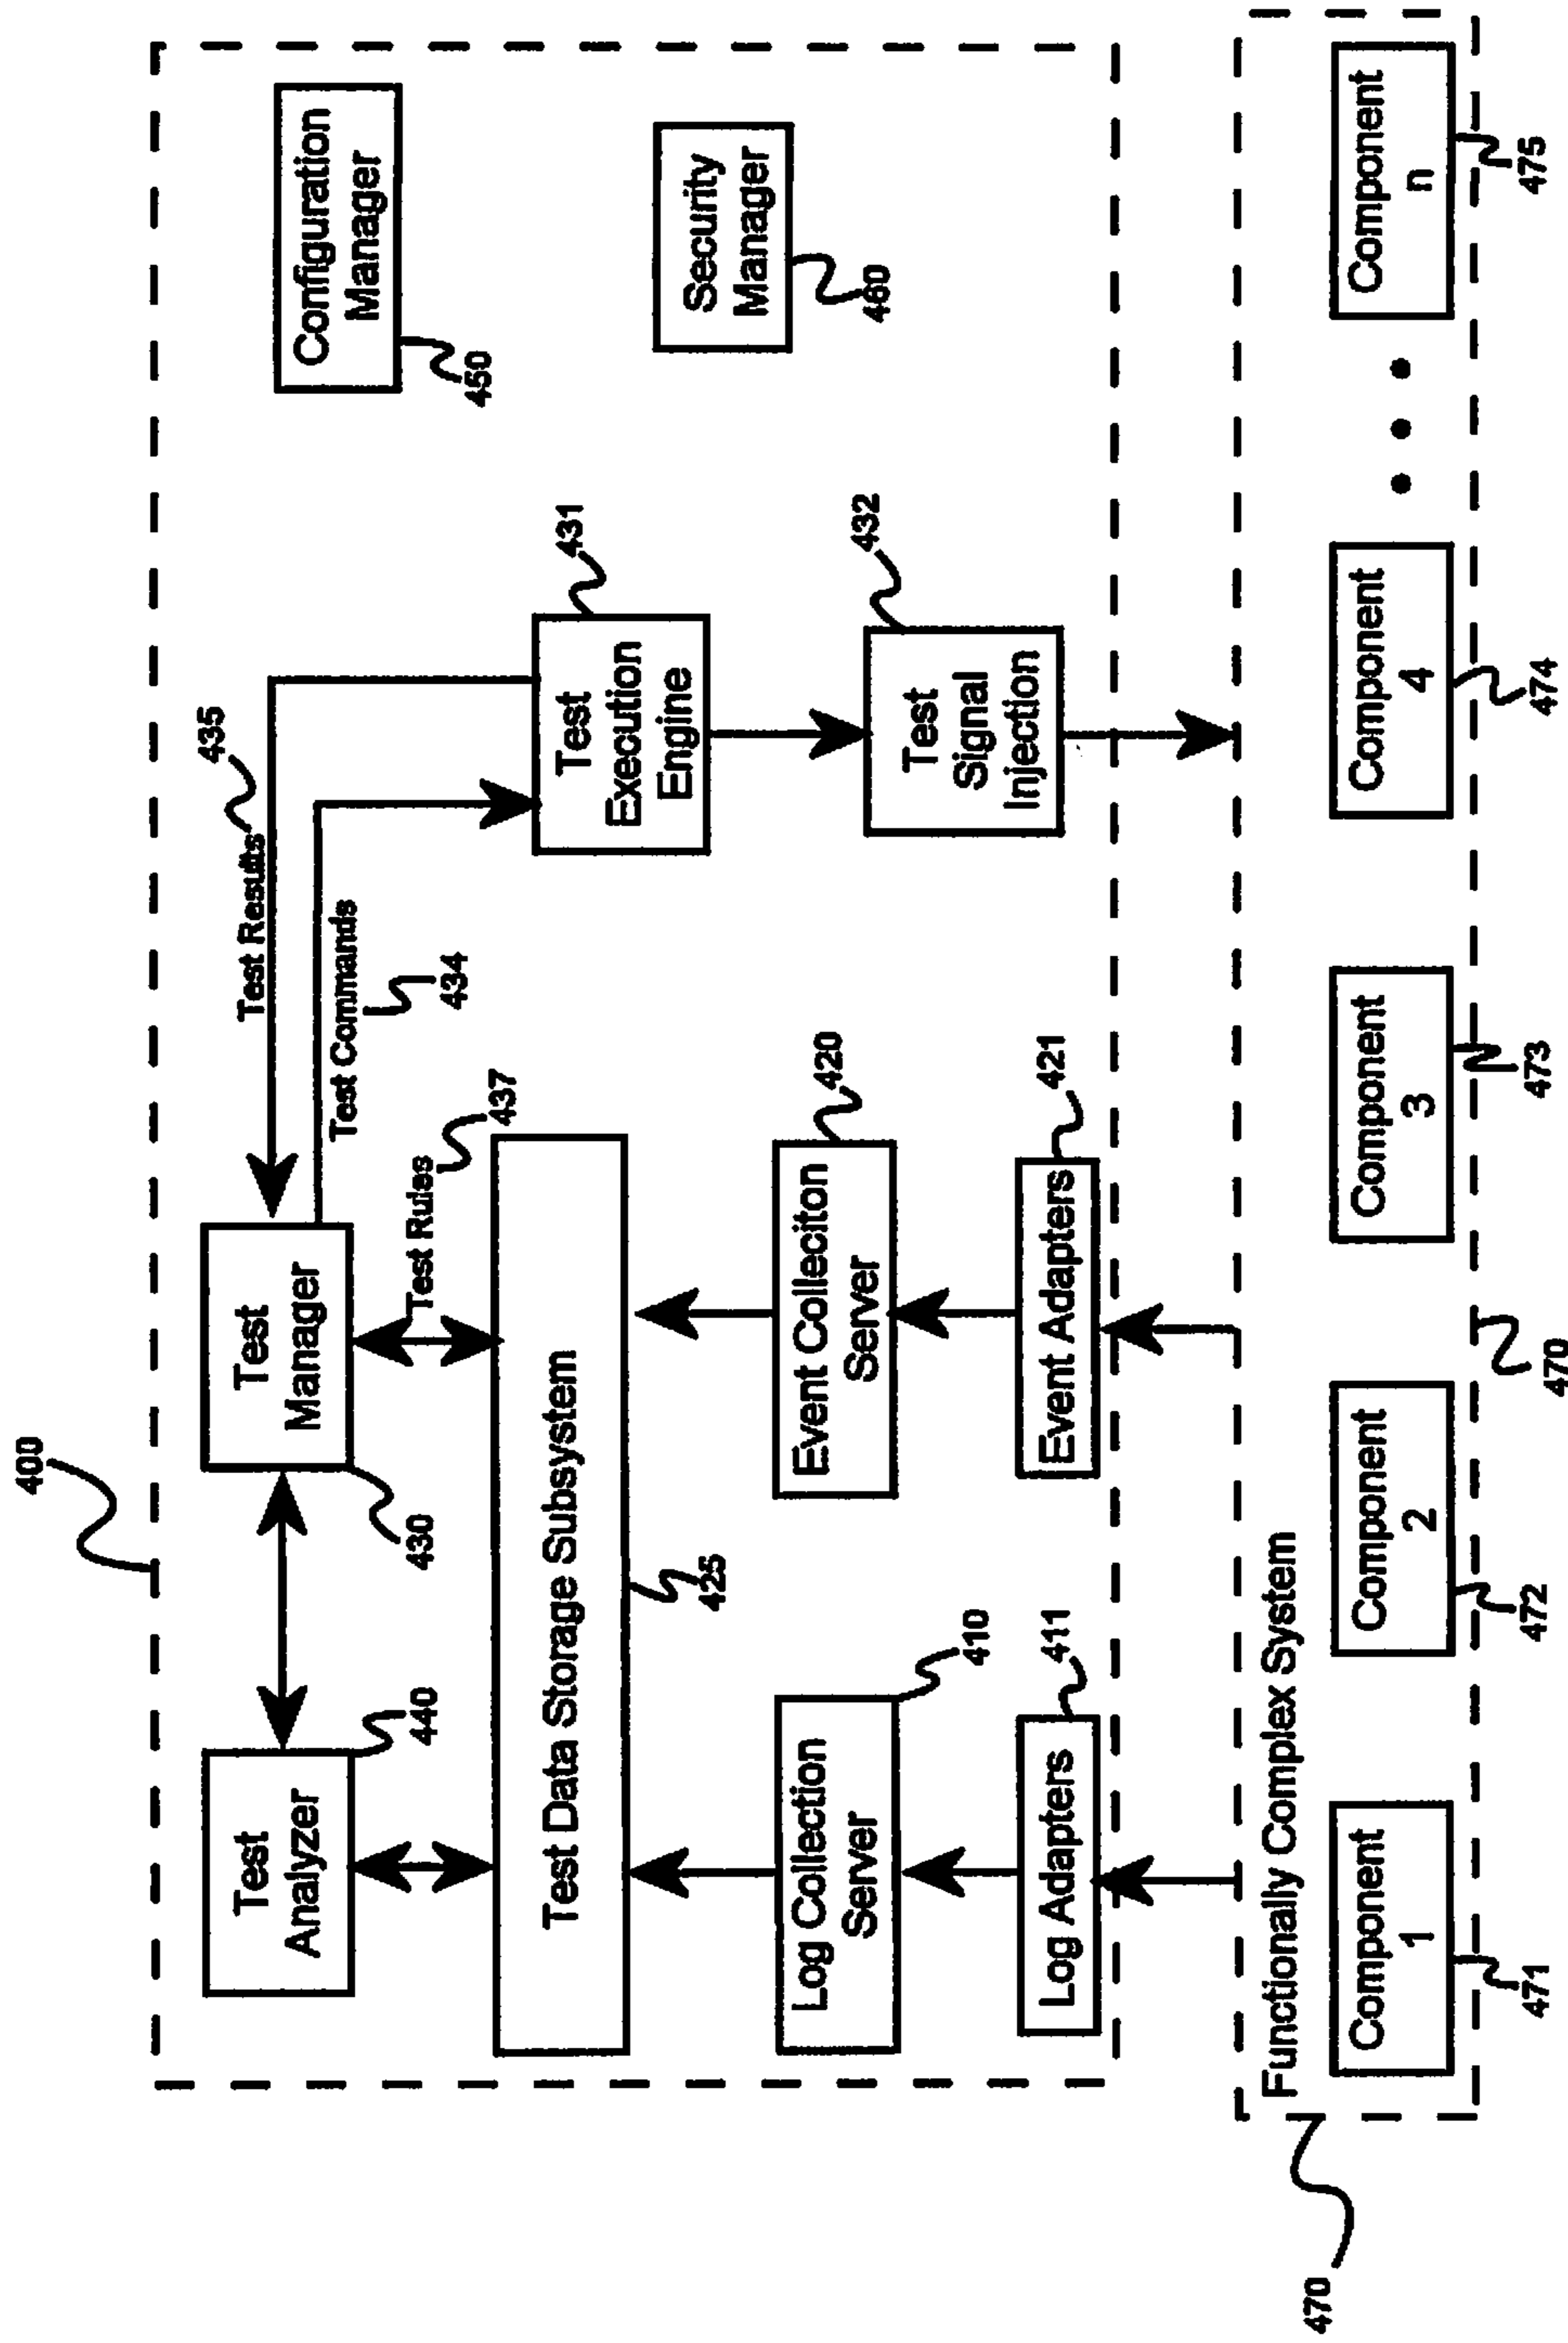 400
Test
Analyzer
440
Test
Manager
430
Test Results
435
Test Commands
434
Configuration
Manager
450
Test Rules
437
Test Data Storage Subsystem
425
Test
Execution
Engine
431
Security
Manager
460
Log Collection
Server
410
Event Colleciton
Server
420
Test
Signal
Injection
432
Log Adapters
411
Event Adapters
421
Functionally Complex System
470
Component
1
471
Component
2
472
470
Component
3
473
Component
4
474
Component
n
475